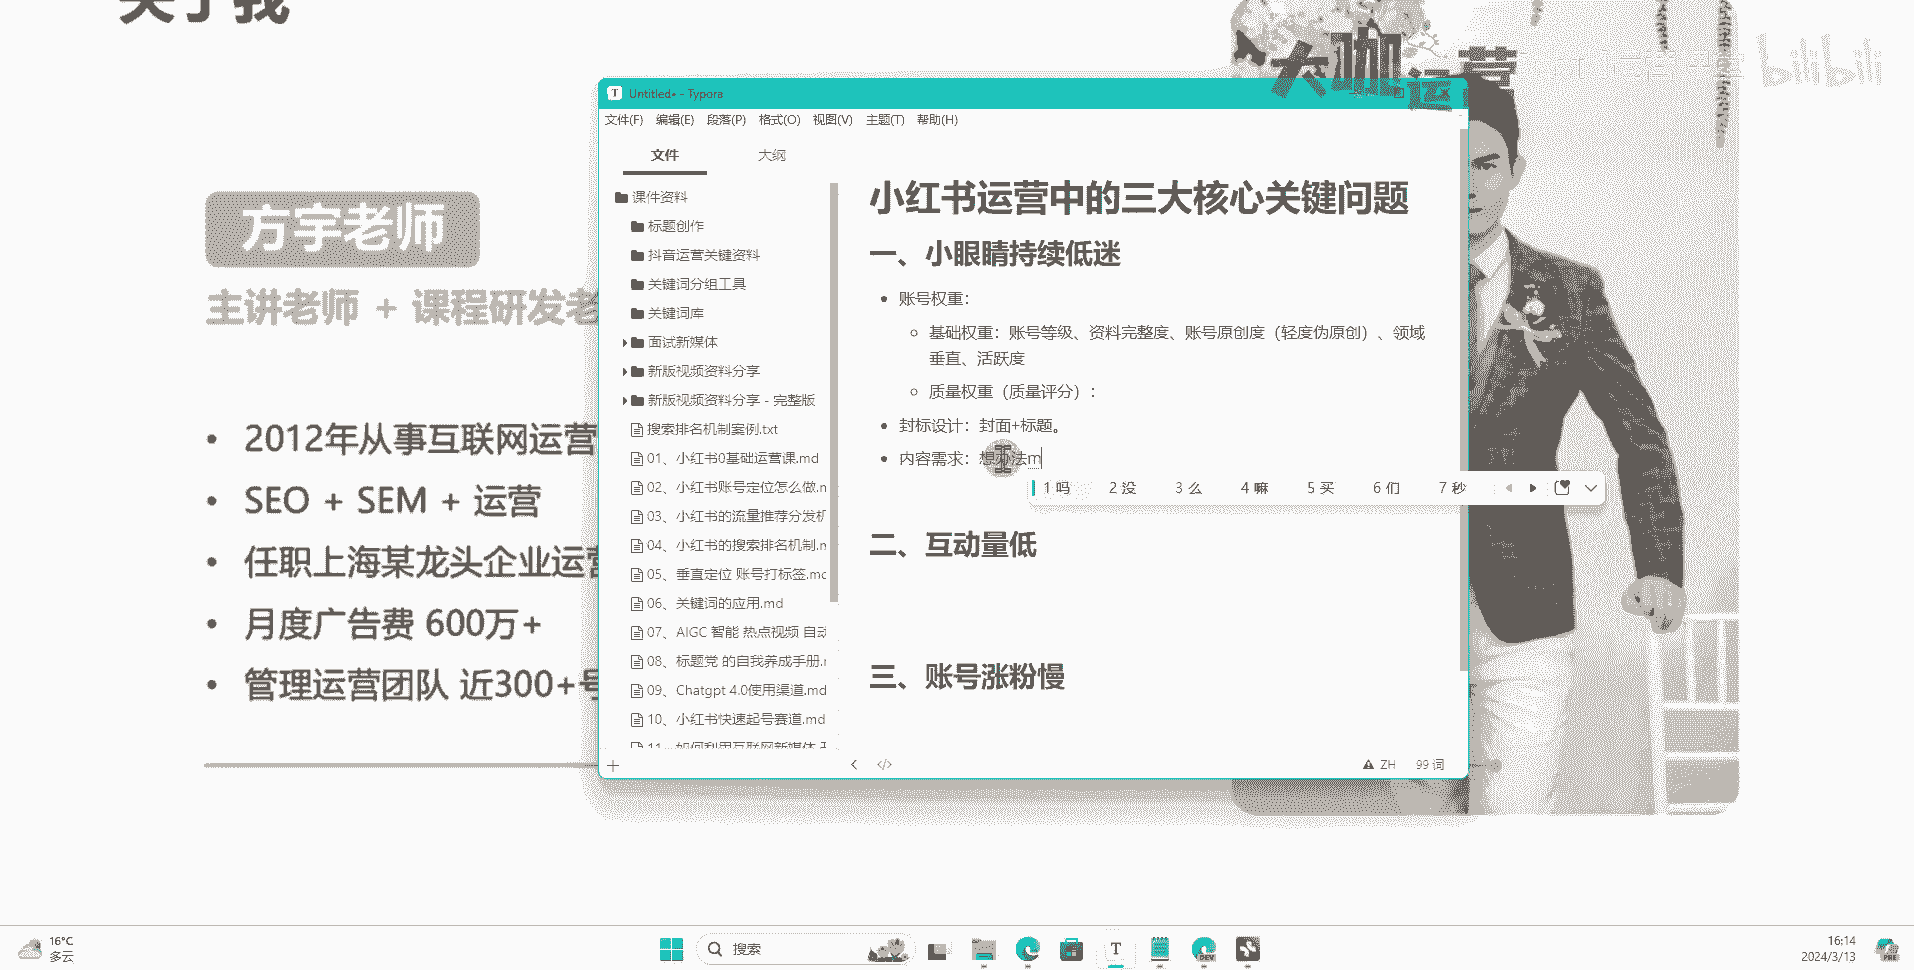 关于我
大咖运营
bilibili
方宇老师
主讲老师 + 课程研发老
2012年从事互联网运营
SEO + SEM + 运营
任职上海某龙头企业运营
月度广告费 600万+
管理运营团队 近300+号
Untitled• - Typora
文件(F) 编辑(E) 段落(P) 格式(O) 视图(V) 主题(T) 帮助(H)
文件 大纲
课件资料
标题创作
抖音运营关键资料
关键词分组工具
关键词库
面试新媒体
新版视频资料分享
新版视频资料分享 - 完整版
搜索排名机制案例.txt
01、小红书0基础运营课.md
02、小红书账号定位怎么做.m
03、小红书的流量推荐分发机
04、小红书的搜索排名机制.m
05、垂直定位 账号打标签.md
06、关键词的应用.md
07、AIGC 智能 热点视频 自动
08、标题党 的自我养成手册.m
09、Chatgpt 4.0使用渠道.md
10、小红书快速起号赛道.md
11、如何利用互联网新媒体
小红书运营中的三大核心关键问题
一、小眼睛持续低迷
账号权重：
基础权重：账号等级、资料完整度、账号原创度（轻度伪原创）、领域
垂直、活跃度
质量权重（质量评分）：
封标设计：封面+标题。
内容需求：想办法m
1 吗 2 没 3 么 4 嘛 5 买 6 们 7 秒
二、互动量低
三、账号涨粉慢
ZH 99 词
16°C
多云
搜索
T
DEV
16:14
2024/3/13
PRE